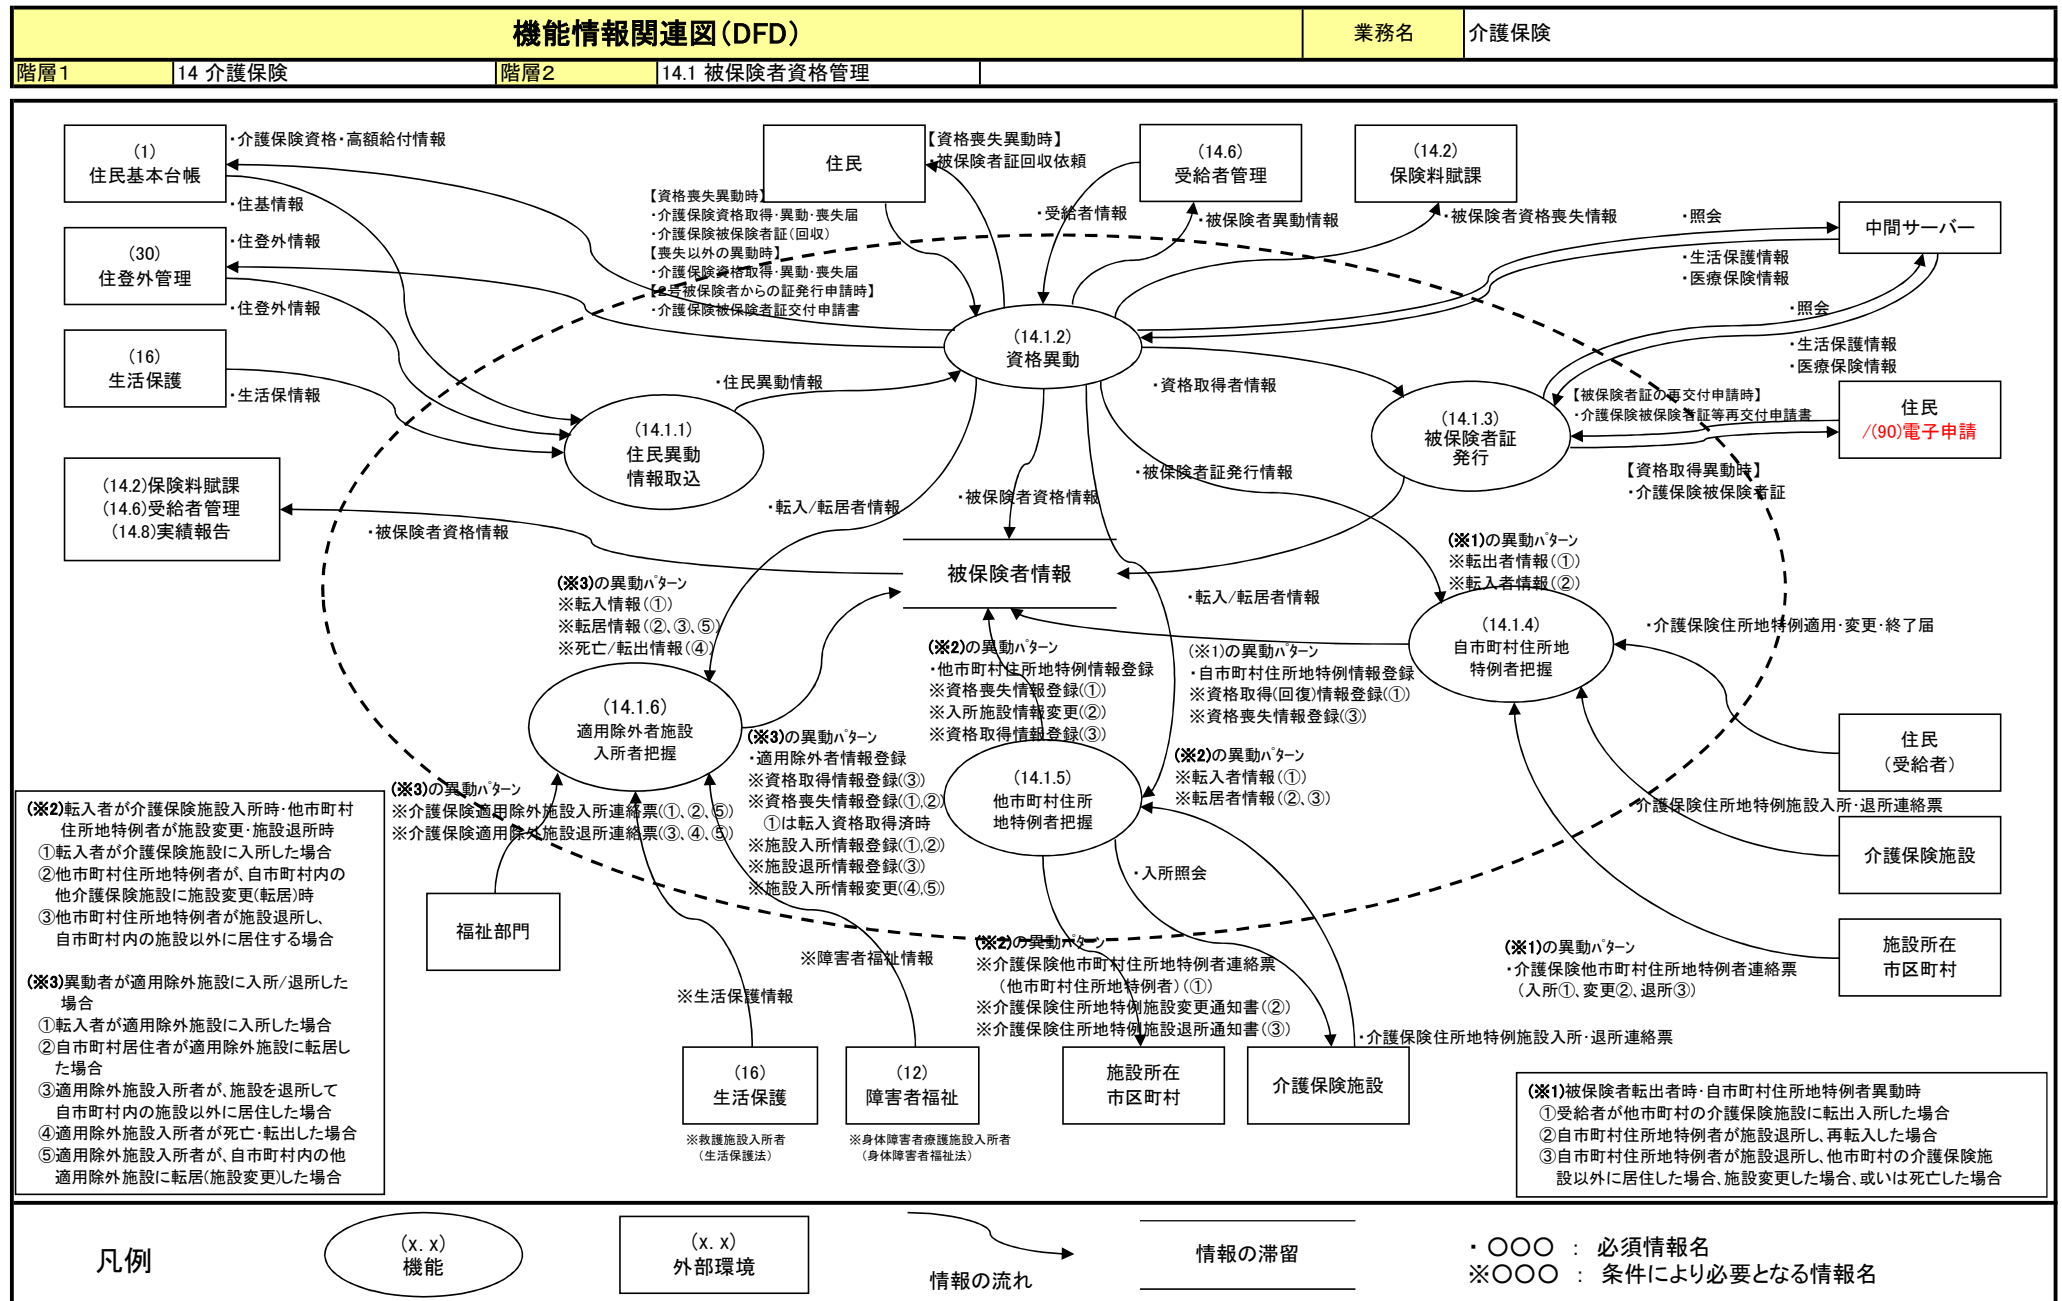 機能情報関連図(DFD)
業務名
介護保険
階層1
14 介護保険
階層2
14.1 被保険者資格管理
(1)
住民基本台帳
・介護保険資格・高額給付情報
・住基情報
(30)
住登外管理
・住登外情報
・住登外情報
(16)
生活保護
・生活保情報
(14.2)保険料賦課
(14.6)受給者管理
(14.8)実績報告
・被保険者資格情報
住民
【資格喪失異動時】
・被保険者証回収依頼
【資格喪失異動時】
・介護保険資格取得・異動・喪失届
・介護保険被保険者証(回収)
【喪失以外の異動時】
・介護保険資格取得・異動・喪失届
【2号被保険者からの証発行申請時】
・介護保険被保険者証交付申請書
(14.6)
受給者管理
・受給者情報
・被保険者異動情報
(14.2)
保険料賦課
・被保険者資格喪失情報
・照会
・生活保護情報
・医療保険情報
中間サーバー
・照会
・生活保護情報
・医療保険情報
(14.1.2)
資格異動
・住民異動情報
(14.1.1)
住民異動
情報取込
・資格取得者情報
(14.1.3)
被保険者証
発行
【被保険者証の再交付申請時】
・介護保険被保険者証等再交付申請書
住民
/(90)電子申請
【資格取得異動時】
・介護保険被保険者証
・被保険者証発行情報
・転入/転居者情報
・被保険者資格情報
被保険者情報
(※1)の異動パターン
※転出者情報(①)
※転入者情報(②)
・転入/転居者情報
(※3)の異動パターン
※転入情報(①)
※転居情報(②、③、⑤)
※死亡/転出情報(④)
(14.1.4)
自市町村住所地
特例者把握
・介護保険住所地特例適用・変更・終了届
(※2)の異動パターン
・他市町村住所地特例情報登録
※資格喪失情報登録(①)
※入所施設情報変更(②)
※資格取得情報登録(③)
(※1)の異動パターン
・自市町村住所地特例情報登録
※資格取得(回復)情報登録(①)
※資格喪失情報登録(③)
(14.1.6)
適用除外者施設
入所者把握
(※3)の異動パターン
・適用除外者情報登録
※資格取得情報登録(③)
※資格喪失情報登録(①,②)
①は転入資格取得済時
※施設入所情報登録(①,②)
※施設退所情報登録(③)
※施設入所情報変更(④,⑤)
(14.1.5)
他市町村住所
地特例者把握
(※2)の異動パターン
※転入者情報(①)
※転居者情報(②、③)
住民
(受給者)
介護保険住所地特例施設入所・退所連絡票
介護保険施設
施設所在
市区町村
(※1)の異動パターン
・介護保険他市町村住所地特例者連絡票
(入所①、変更②、退所③)
(※3)の異動パターン
※介護保険適用除外施設入所連絡票(①、②、⑤)
※介護保険適用除外施設退所連絡票(③、④、⑤)
福祉部門
・入所照会
※障害者福祉情報
※生活保護情報
(※2)の異動パターン
※介護保険他市町村住所地特例者連絡票
(他市町村住所地特例者)(①)
※介護保険住所地特例施設変更通知書(②)
※介護保険住所地特例施設退所通知書(③)
・介護保険住所地特例施設入所・退所連絡票
(16)
生活保護
※救護施設入所者
(生活保護法)
(12)
障害者福祉
※身体障害者療護施設入所者
(身体障害者福祉法)
施設所在
市区町村
介護保険施設
(※2)転入者が介護保険施設入所時・他市町村
住所地特例者が施設変更・施設退所時
①転入者が介護保険施設に入所した場合
②他市町村住所地特例者が、自市町村内の
他介護保険施設に施設変更(転居)時
③他市町村住所地特例者が施設退所し、
自市町村内の施設以外に居住する場合
(※3)異動者が適用除外施設に入所/退所した
場合
①転入者が適用除外施設に入所した場合
②自市町村居住者が適用除外施設に転居し
た場合
③適用除外施設入所者が、施設を退所して
自市町村内の施設以外に居住した場合
④適用除外施設入所者が死亡・転出した場合
⑤適用除外施設入所者が、自市町村内の他
適用除外施設に転居(施設変更)した場合
(※1)被保険者転出者時・自市町村住所地特例者異動時
①受給者が他市町村の介護保険施設に転出入所した場合
②自市町村住所地特例者が施設退所し、再転入した場合
③自市町村住所地特例者が施設退所し、他市町村の介護保険施
設以外に居住した場合、施設変更した場合、或いは死亡した場合
凡例
(x. x)
機能
(x. x)
外部環境
情報の流れ
情報の滞留
・ 〇〇〇 : 必須情報名
※〇〇〇 : 条件により必要となる情報名